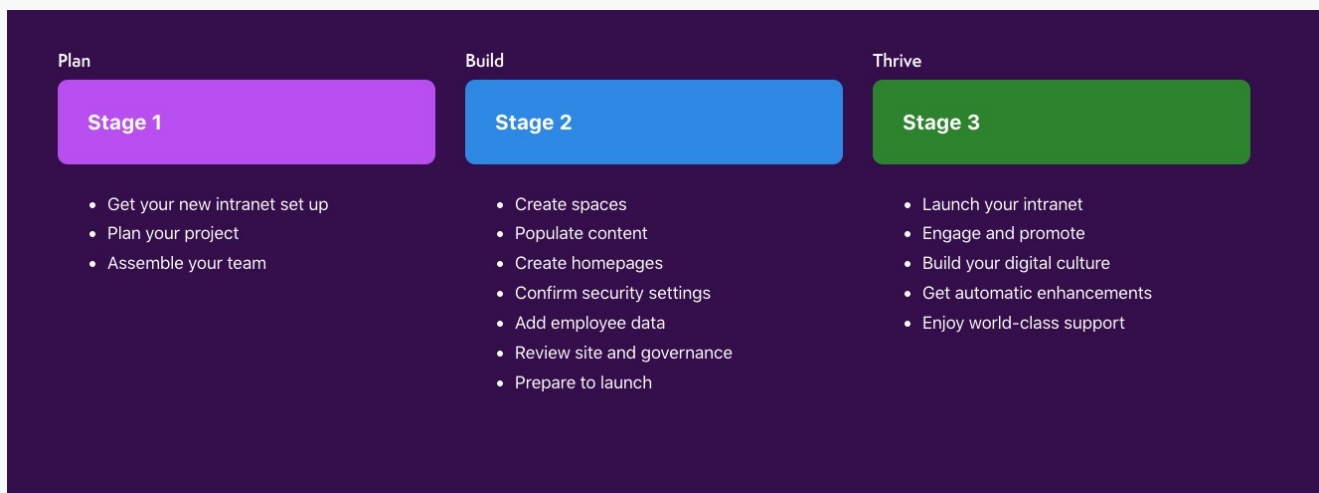 Plan
Stage 1
• Get your new intranet set up
• Plan your project
• Assemble your team
Build
Stage 2
• Create spaces
• Populate content
• Create homepages
• Confirm security settings
• Add employee data
• Review site and governance
• Prepare to launch
Thrive
Stage 3
• Launch your intranet
• Engage and promote
• Build your digital culture
• Get automatic enhancements
• Enjoy world-class support